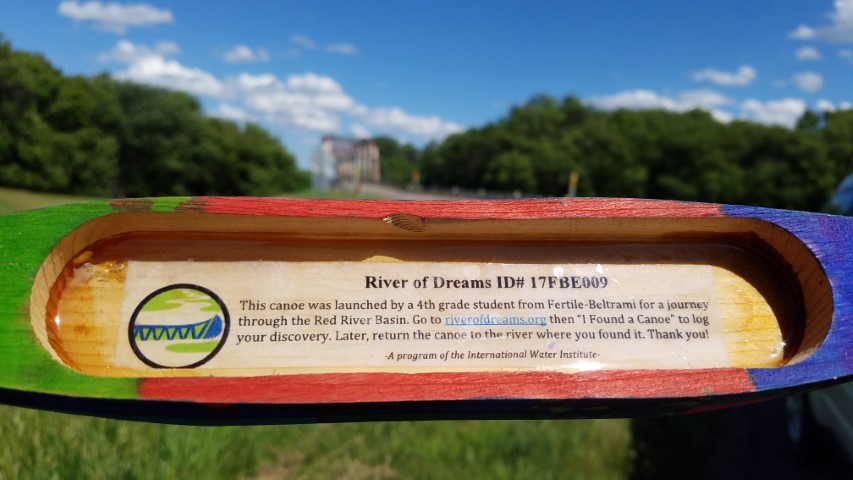 River of Dreams ID# 17FBE009
This canoe was launched by a 4th grade student from Fertile-Beltrami for a journey
through the Red River Basin. Go to riverofdreams.org then "I Found a Canoe" to log
your discovery. Later, return the canoe to the river where you found it. Thank you!
-A program of the International Water Institute-